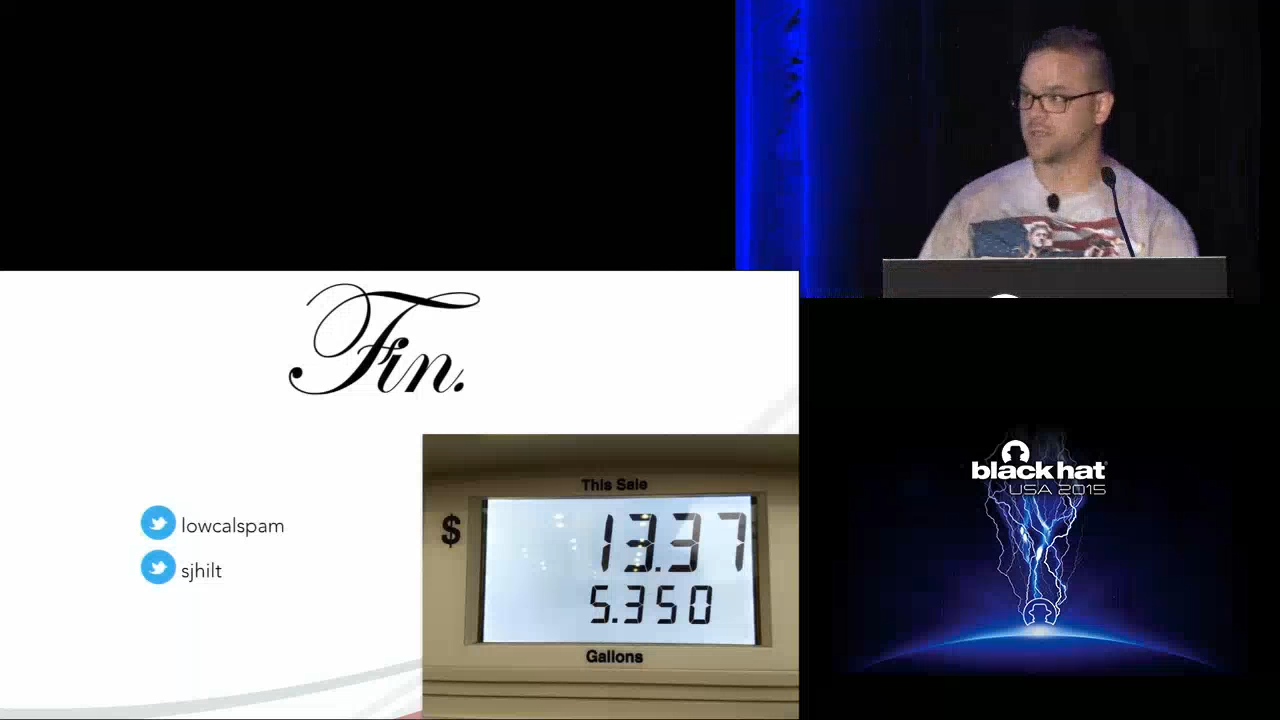 Fin.
lowcalspam
sjhilt
This Sale
$ 13.37
5.350
Gallons
black hat
USA 2015